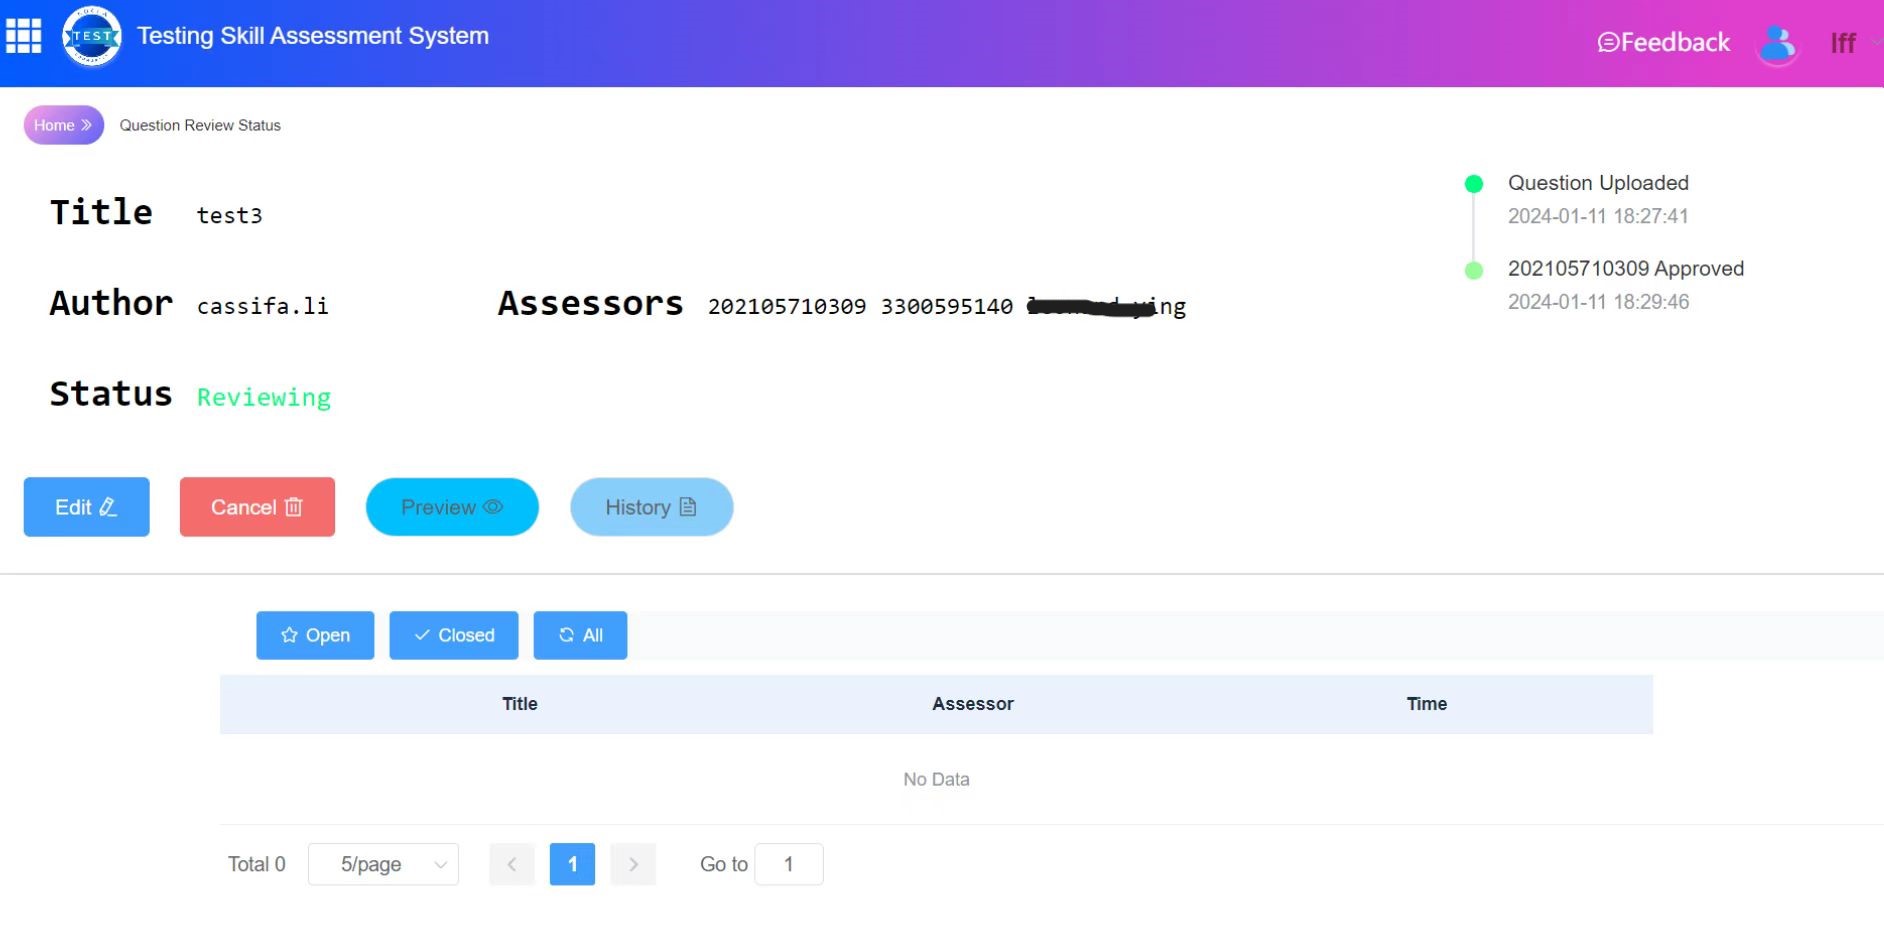 TEST
Testing Skill Assessment System
Feedback
lff
Home »
Question Review Status
Title test3
Author cassifa.li
Assessors 202105710309 3300595140
Status Reviewing
Question Uploaded
2024-01-11 18:27:41
202105710309 Approved
2024-01-11 18:29:46
Edit
Cancel
Preview
History
Open
Closed
All
Title Assessor Time
No Data
Total 0 5/page < 1 > Go to 1